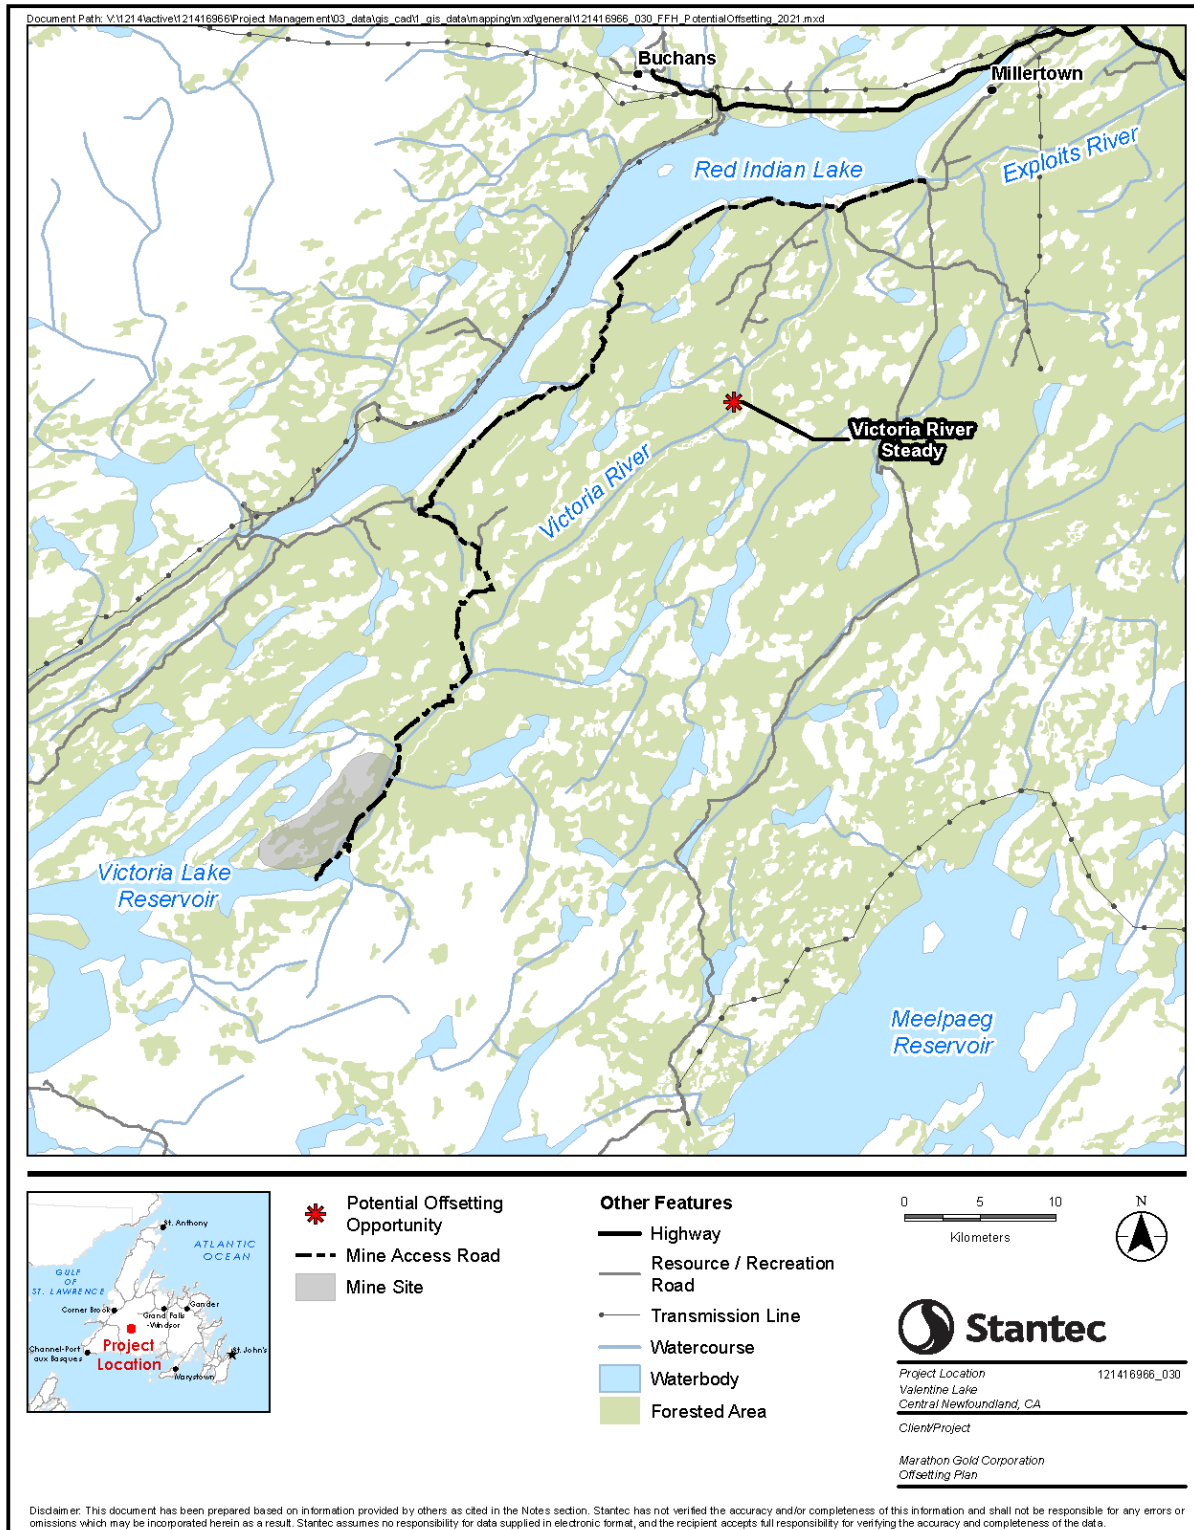 Document Path: V:\1214\active\121416966\Project Management\03_data\gis_cad\1_gis_data\mapping\mxd\general\121416966_030_FFH_PotentialOffsetting_2021.mxd
Buchans
Millertown
Red Indian Lake
Exploits River
Victoria River
Steady
Victoria River
Victoria Lake
Reservoir
Meelpaeg
Reservoir
St. Anthony
ATLANTIC
OCEAN
GULF
OF
ST. LAWRENCE
Corner Brook
Gander
Grand Falls
-Windsor
Project
Location
Channel-Port
aux Basques
St. John's
Marystown
Potential Offsetting
Opportunity
Mine Access Road
Mine Site
Other Features
Highway
Resource / Recreation
Road
Transmission Line
Watercourse
Waterbody
Forested Area
0 5 10
Kilometers
N
Stantec
Project Location 121416966_030
Valentine Lake
Central Newfoundland, CA
Client/Project
Marathon Gold Corporation
Offsetting Plan
Disclaimer: This document has been prepared based on information provided by others as cited in the Notes section. Stantec has not verified the accuracy and/or completeness of this information and shall not be responsible for any errors or
omissions which may be incorporated herein as a result. Stantec assumes no responsibility for data supplied in electronic format, and the recipient accepts full responsibility for verifying the accuracy and completeness of the data.